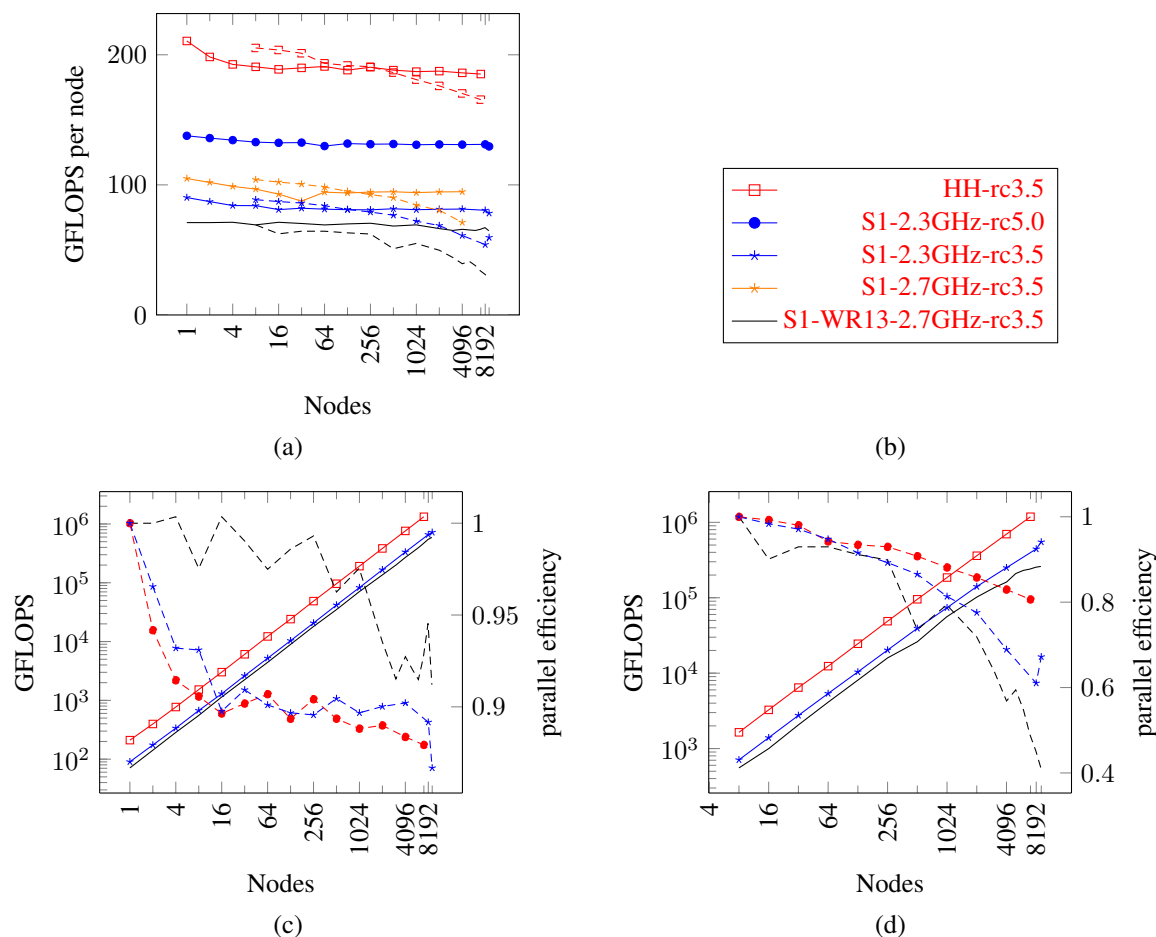 200
100
0
GFLOPS per node
1
4
16
64
256
1024
4096
8192
Nodes
(a)
HH-rc3.5
S1-2.3GHz-rc5.0
S1-2.3GHz-rc3.5
S1-2.7GHz-rc3.5
S1-WR13-2.7GHz-rc3.5
(b)
10^6
10^5
10^4
10^3
10^2
GFLOPS
1
0.95
0.9
parallel efficiency
1
4
16
64
256
1024
4096
8192
Nodes
(c)
10^6
10^5
10^4
10^3
GFLOPS
1
0.8
0.6
0.4
parallel efficiency
4
16
64
256
1024
4096
8192
Nodes
(d)